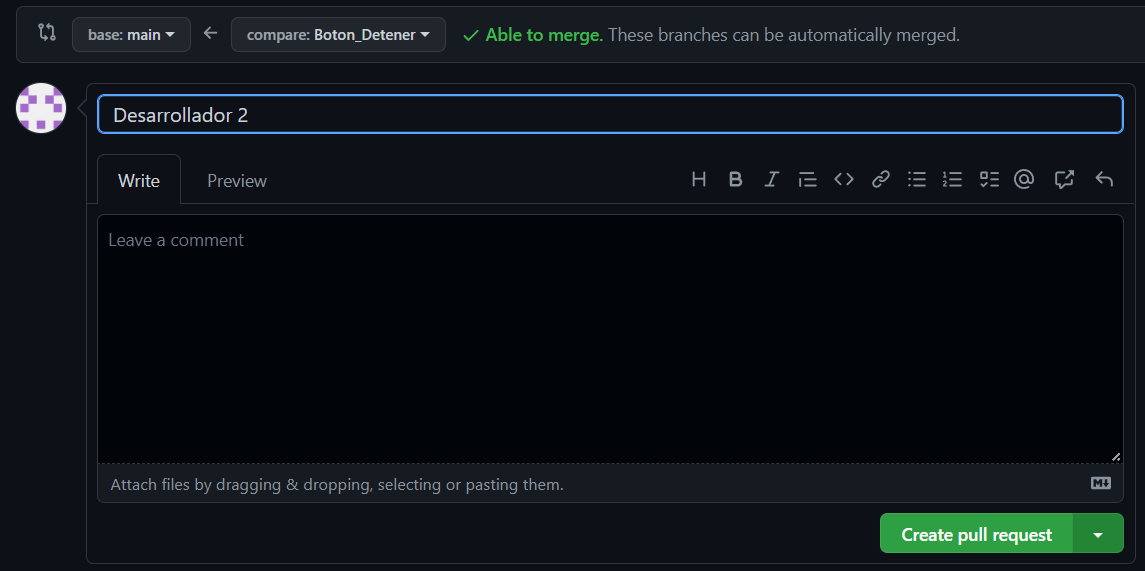 base: main compare: Boton_Detener Able to merge. These branches can be automatically merged.
Desarrollador 2
Write Preview
Leave a comment
Attach files by dragging & dropping, selecting or pasting them.
Create pull request